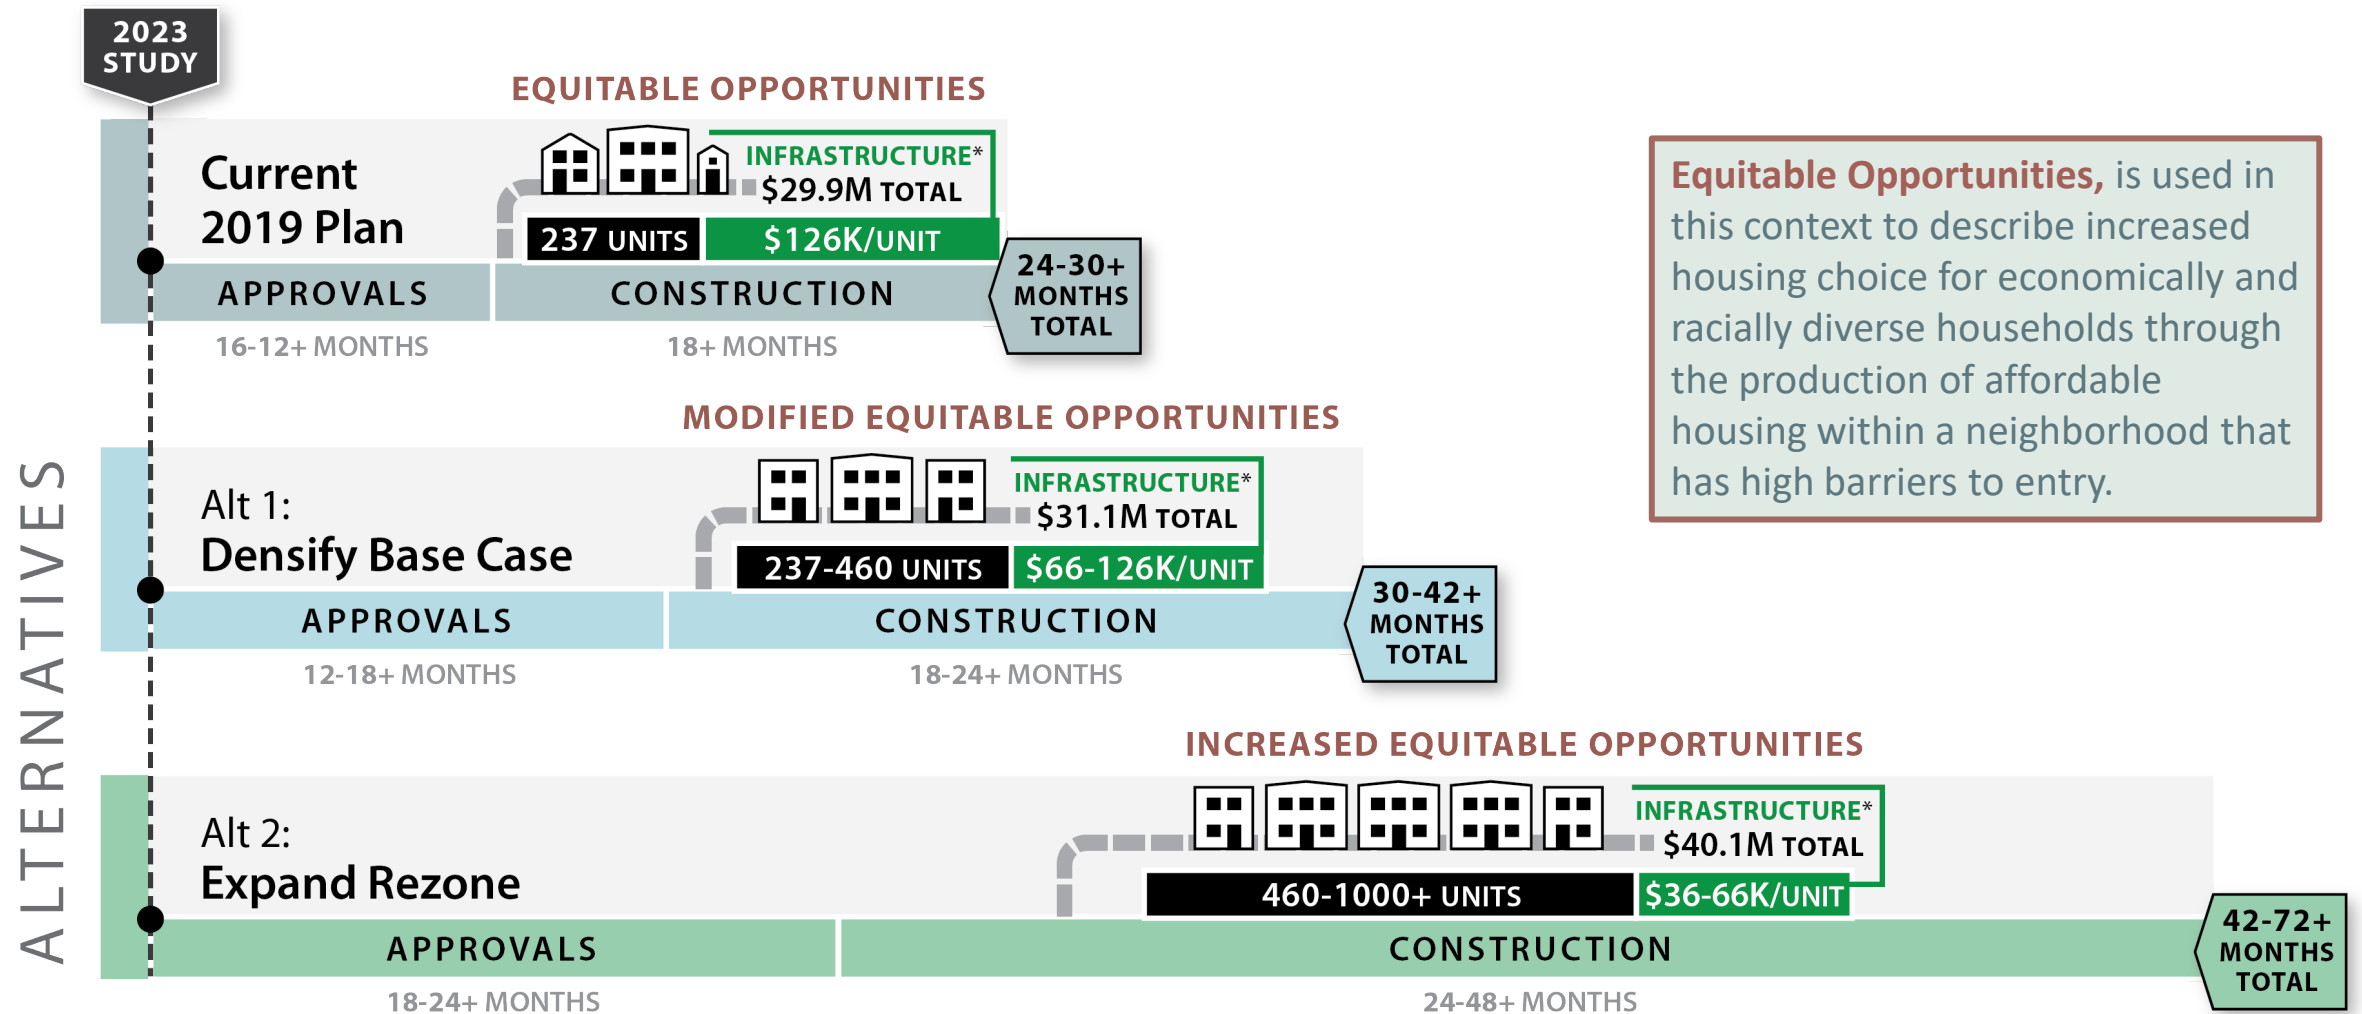 2023
STUDY
EQUITABLE OPPORTUNITIES
Current
2019 Plan
INFRASTRUCTURE*
$29.9M TOTAL
237 UNITS
$126K/UNIT
APPROVALS
CONSTRUCTION
24-30+
MONTHS
TOTAL
16-12+ MONTHS
18+ MONTHS
Equitable Opportunities, is used in
this context to describe increased
housing choice for economically and
racially diverse households through
the production of affordable
housing within a neighborhood that
has high barriers to entry.
ALTERNATIVES
MODIFIED EQUITABLE OPPORTUNITIES
Alt 1:
Densify Base Case
INFRASTRUCTURE*
$31.1M TOTAL
237-460 UNITS
$66-126K/UNIT
APPROVALS
CONSTRUCTION
30-42+
MONTHS
TOTAL
12-18+ MONTHS
18-24+ MONTHS
INCREASED EQUITABLE OPPORTUNITIES
Alt 2:
Expand Rezone
INFRASTRUCTURE*
$40.1M TOTAL
460-1000+ UNITS
$36-66K/UNIT
APPROVALS
CONSTRUCTION
42-72+
MONTHS
TOTAL
18-24+ MONTHS
24-48+ MONTHS